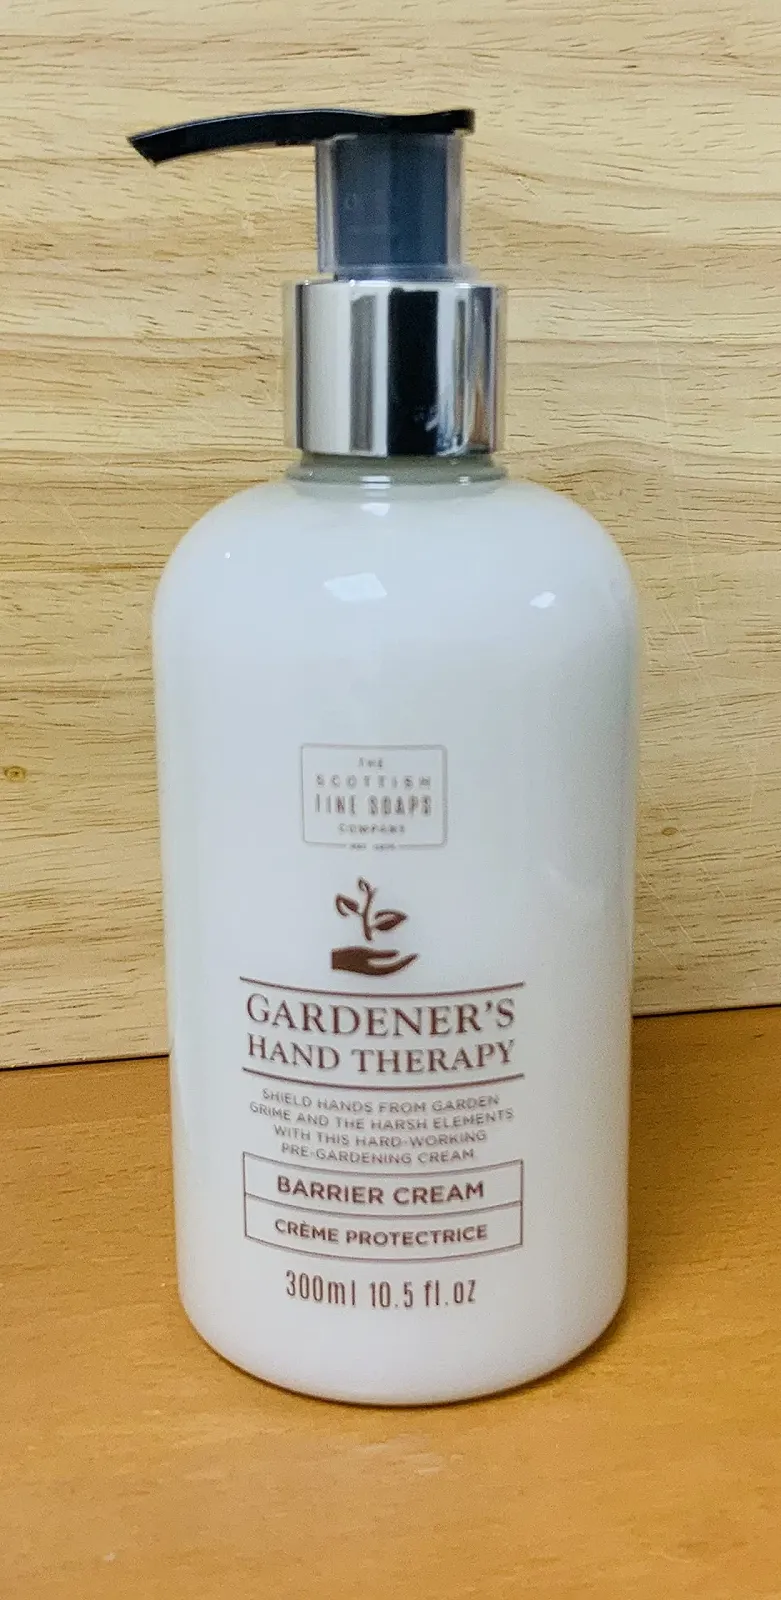 THE
SCOTTISH
FINE SOAPS
COMPANY
GARDENER'S
HAND THERAPY
SHIELD HANDS FROM GARDEN
GRIME AND THE HARSH ELEMENTS
WITH THIS HARD-WORKING
PRE-GARDENING CREAM.
BARRIER CREAM
CRÈME PROTECTRICE
300ml 10.5 fl.oz